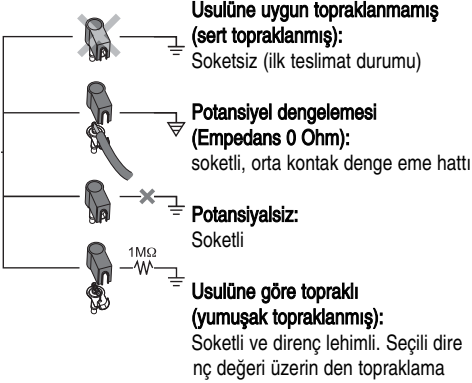 Usulüne uygun topraklanmamış
(sert topraklanmış):
Soketsiz (ilk teslimat durumu)
Potansiyel dengelemesi
(Empedans 0 Ohm):
soketli, orta kontak denge eme hattı
Potansiyalsiz:
Soketli
1MΩ
Usulüne göre topraklı
(yumuşak topraklanmış):
Soketli ve direnç lehimli. Seçili dire
nç değeri üzerin den topraklama